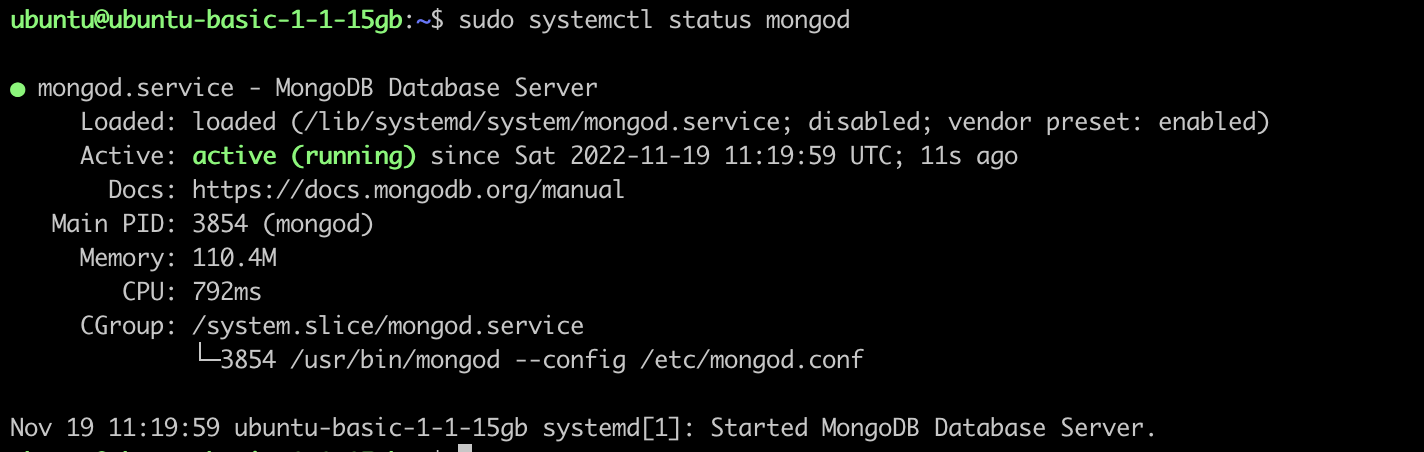 ubuntu@ubuntu-basic-1-1-15gb:~$ sudo systemctl status mongod
● mongod.service - MongoDB Database Server
Loaded: loaded (/lib/systemd/system/mongod.service; disabled; vendor preset: enabled)
Active: active (running) since Sat 2022-11-19 11:19:59 UTC; 11s ago
Docs: https://docs.mongodb.org/manual
Main PID: 3854 (mongod)
Memory: 110.4M
CPU: 792ms
CGroup: /system.slice/mongod.service
└─3854 /usr/bin/mongod --config /etc/mongod.conf
Nov 19 11:19:59 ubuntu-basic-1-1-15gb systemd[1]: Started MongoDB Database Server.